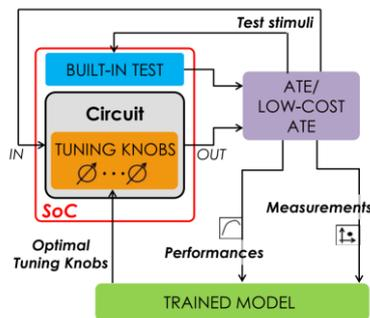 Test stimuli
BUILT-IN TEST
ATE/
LOW-COST
ATE
Circuit
TUNING KNOBS
IN
OUT
SoC
Measurements
Optimal
Tuning Knobs
Performances
TRAINED MODEL